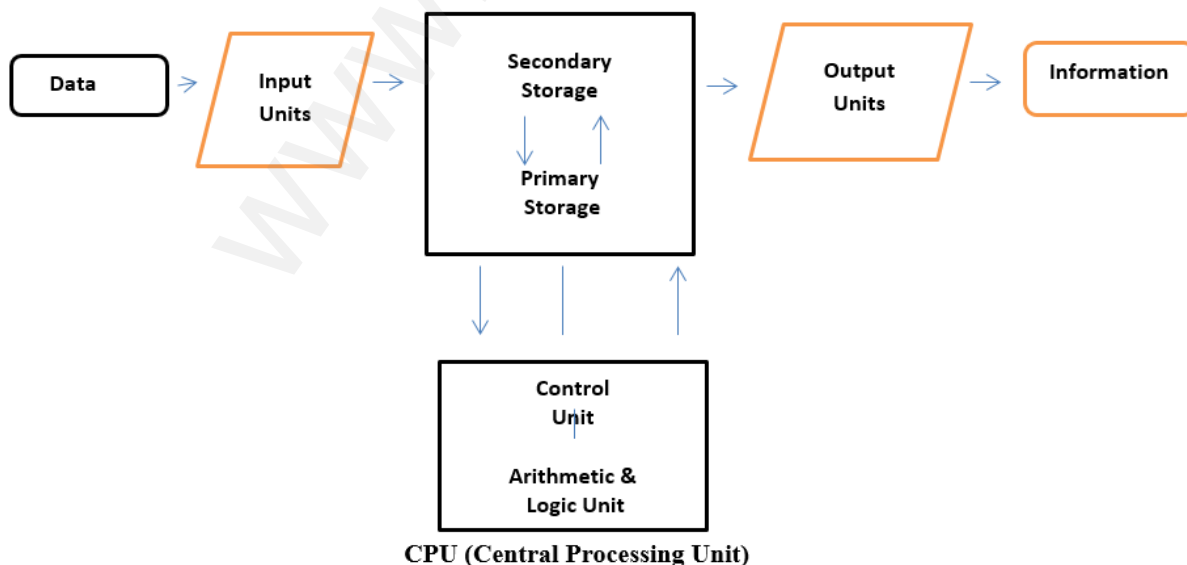 Data
Input
Units
Secondary
Storage
Primary
Storage
Output
Units
Information
Control
Unit
Arithmetic &
Logic Unit
CPU (Central Processing Unit)
www